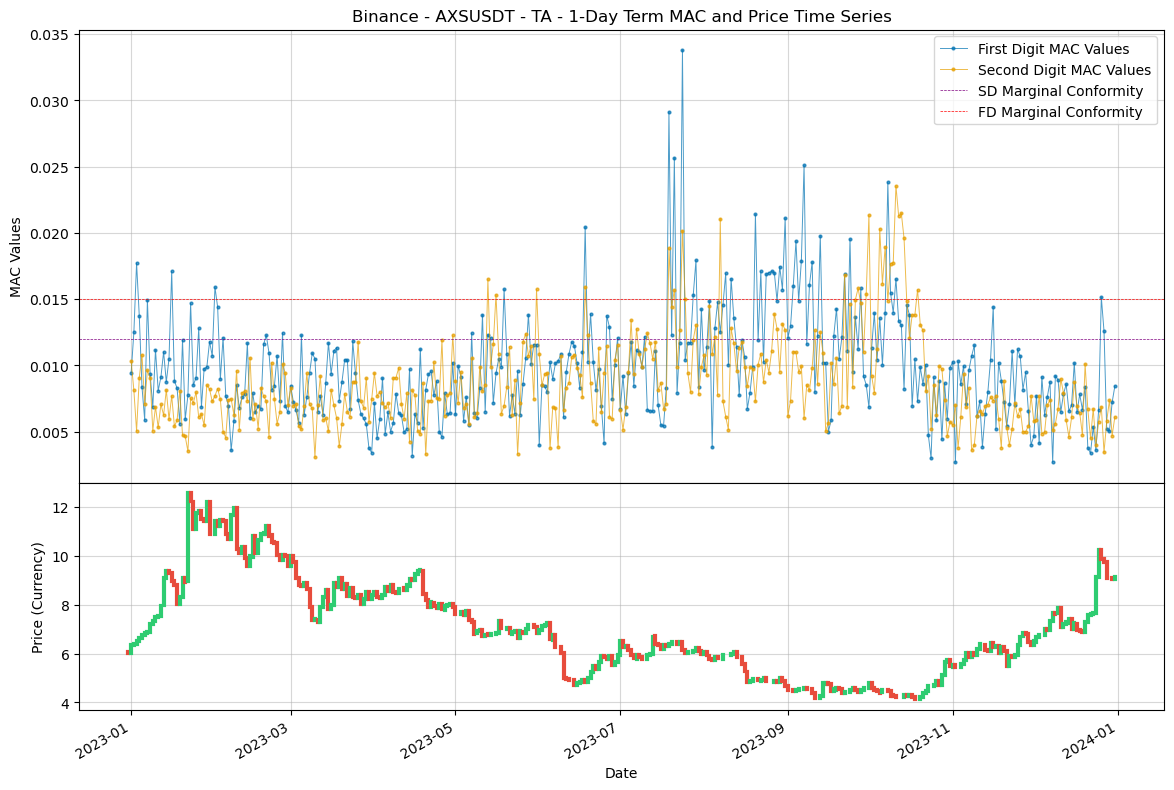 Binance - AXSUSDT - TA - 1-Day Term MAC and Price Time Series
0.035
0.030
0.025
0.020
0.015
0.010
0.005
MAC Values
First Digit MAC Values
Second Digit MAC Values
SD Marginal Conformity
FD Marginal Conformity
12
10
8
6
4
Price (Currency)
2023-01
2023-03
2023-05
2023-07
2023-09
2023-11
2024-01
Date